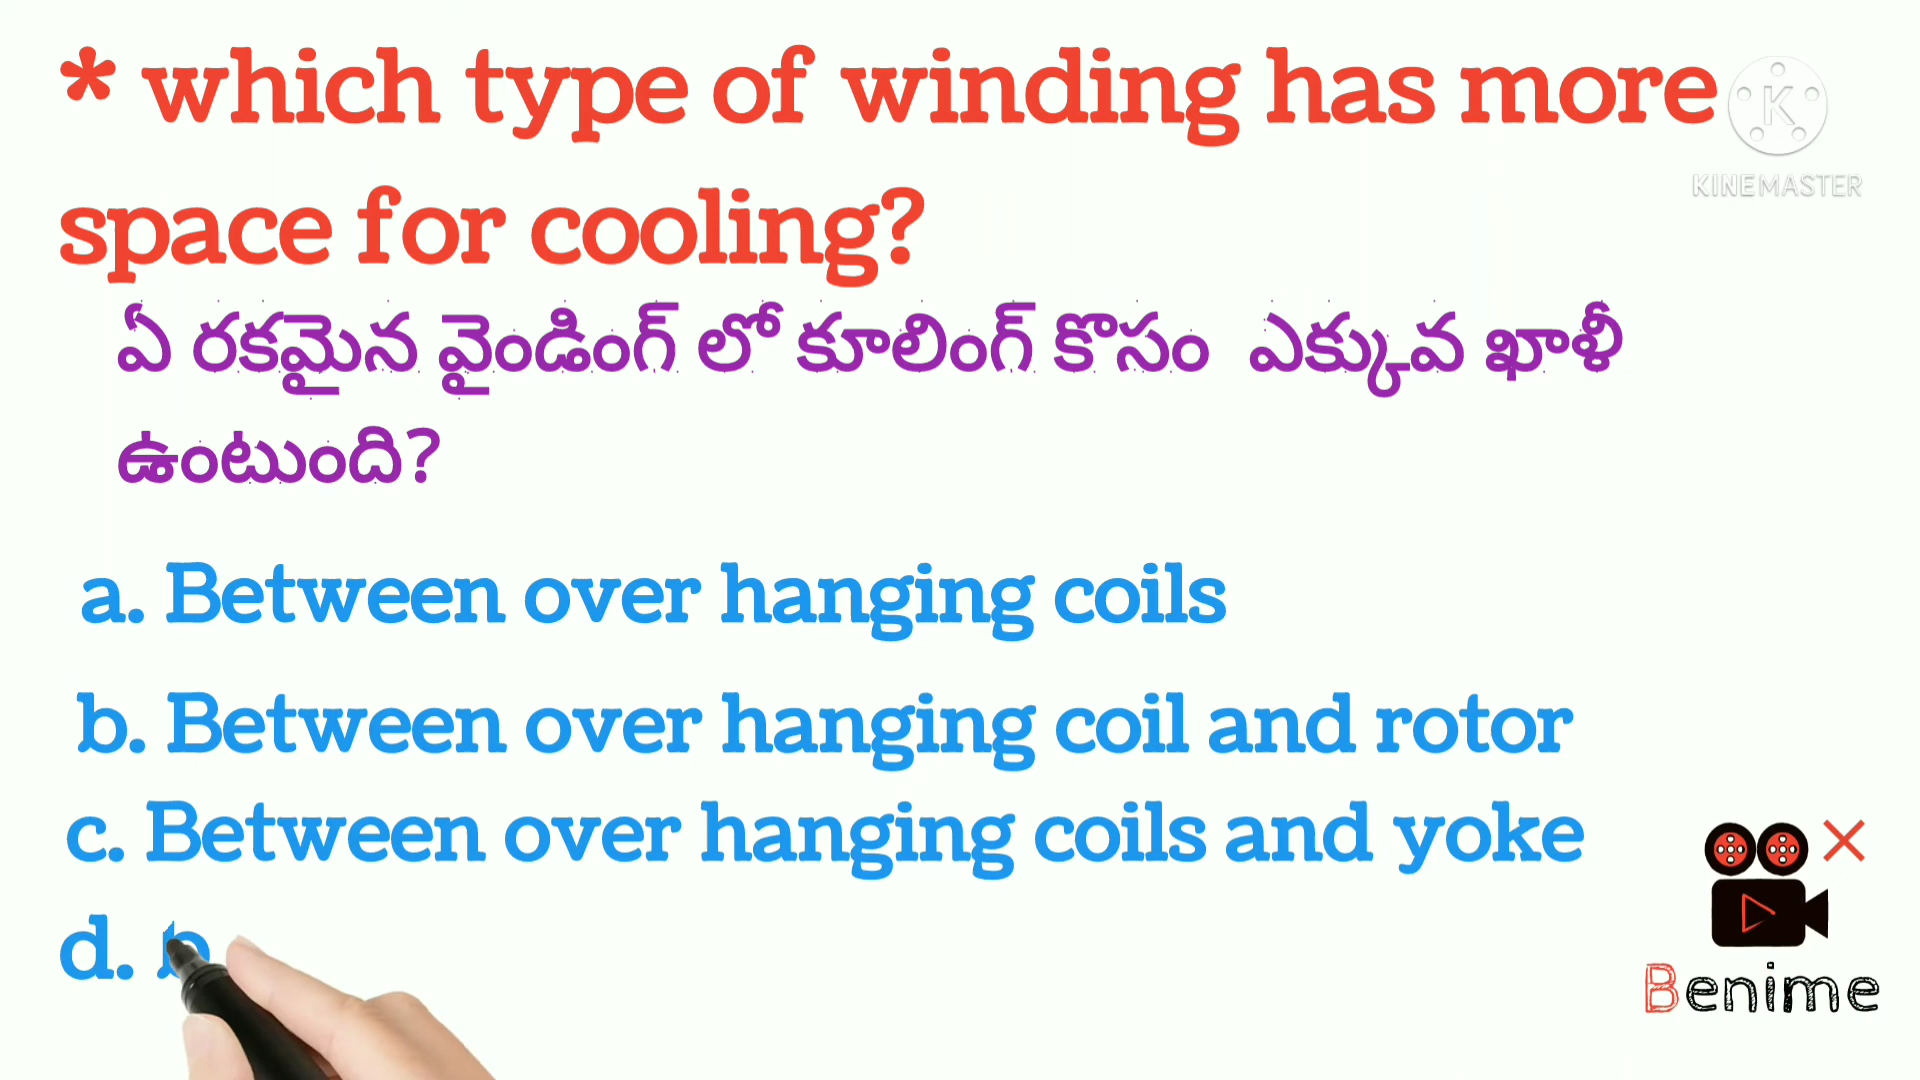 * which type of winding has more
space for cooling?
ఏ రకమైన వైండింగ్ లో కూలింగ్ కొసం ఎక్కువ ఖాళీ
ఉంటుంది?
a. Between over hanging coils
b. Between over hanging coil and rotor
c. Between over hanging coils and yoke
d.
K
KINEMASTER
Benime